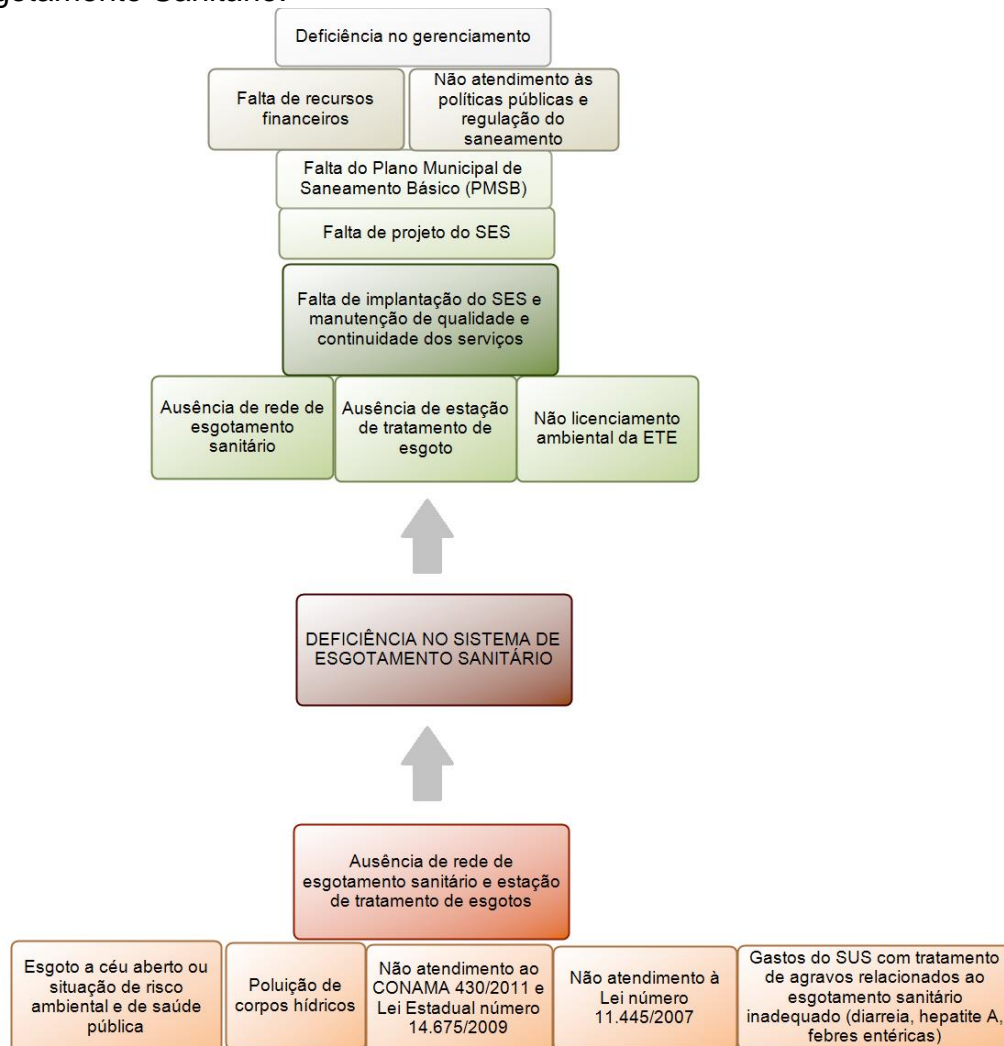 gotamento Sanitário.
Deficiência no gerenciamento
Falta de recursos
financeiros
Não atendimento às
políticas públicas e
regulação do
saneamento
Falta do Plano Municipal de
Saneamento Básico (PMSB)
Falta de projeto do SES
Falta de implantação do SES e
manutenção de qualidade e
continuidade dos serviços
Ausência de rede de
esgotamento
sanitário
Ausência de estação
de tratamento de
esgoto
Não licenciamento
ambiental da ETE
DEFICIÊNCIA NO SISTEMA DE
ESGOTAMENTO SANITÁRIO
Ausência de rede de
esgotamento sanitário e estação
de tratamento de esgotos
Esgoto a céu aberto ou
situação de risco
ambiental e de saúde
pública
Poluição de
corpos hídricos
Não atendimento ao
CONAMA 430/2011 e
Lei Estadual número
14.675/2009
Não atendimento à
Lei número
11.445/2007
Gastos do SUS com tratamento
de agravos relacionados ao
esgotamento sanitário
inadequado (diarreia, hepatite A,
febres entéricas)